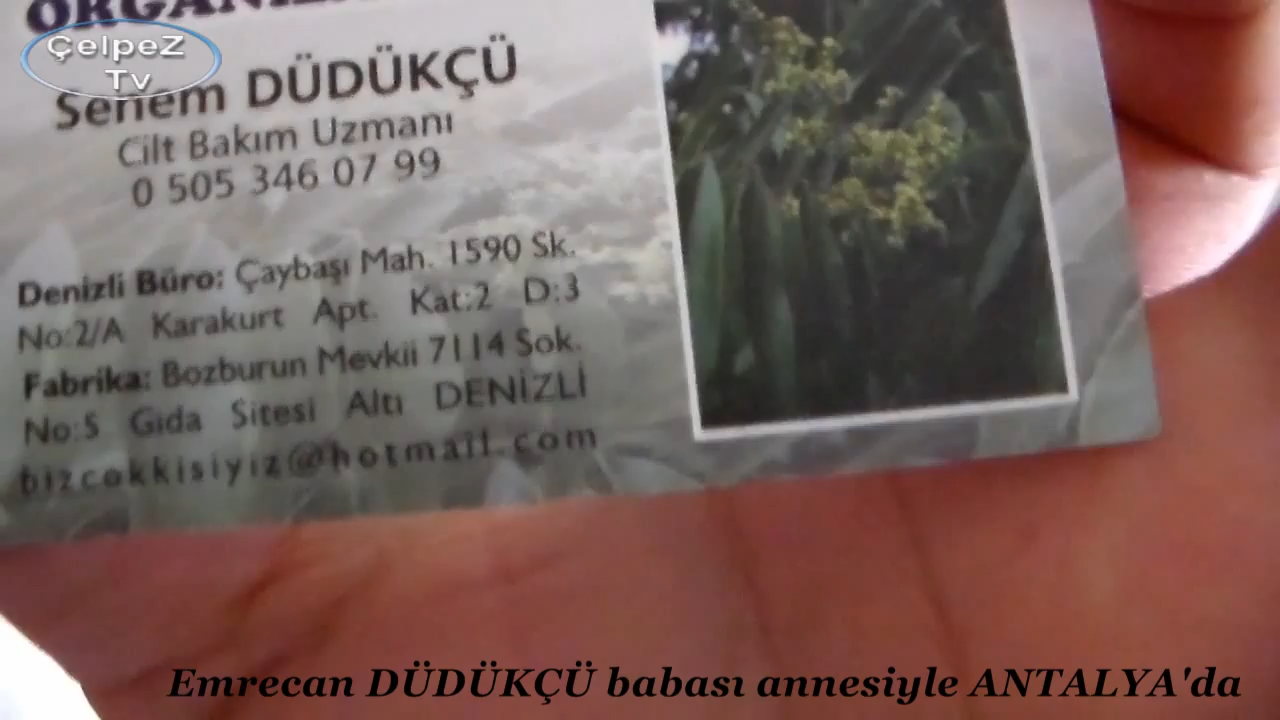 ÇelpeZ
Tv
Senem DÜDÜKÇÜ
Cilt Bakım Uzmanı
0 505 346 07 99
Denizli Büro: Çaybaşı Mah. 1590 Sk.
No:2/A Karakurt Apt. Kat:2 D:3
Fabrika: Bozburun Mevkii 7114 Sok.
No:5 Gıda Sitesi Altı DENİZLİ
bizcokkisiyiz@hotmail.com
Emrecan DÜDÜKÇÜ babası annesiyle ANTALYA'da